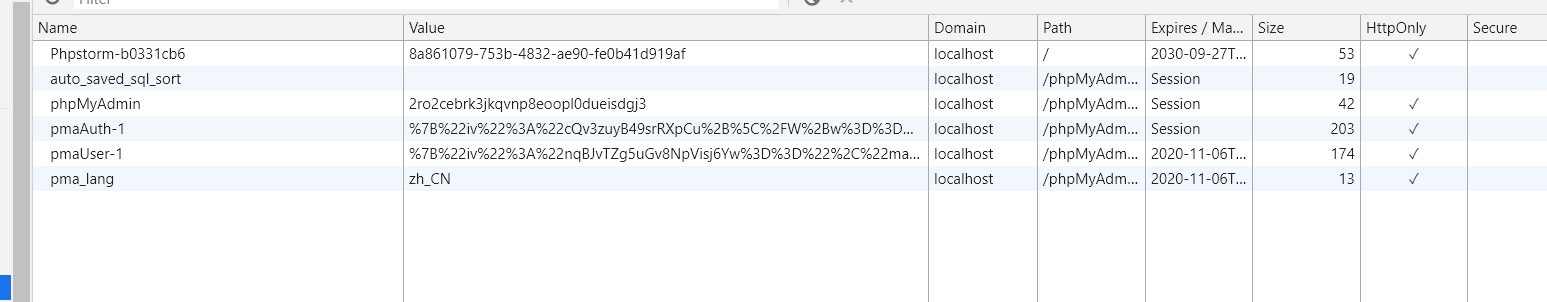 Filter
Name Value Domain Path Expires / Ma... Size HttpOnly Secure
Phpstorm-b0331cb6 8a861079-753b-4832-ae90-fe0b41d919af localhost / 2030-09-27T... 53 ✓
auto_saved_sql_sort localhost /phpMyAdm... Session 19
phpMyAdmin 2ro2cebrk3jkqvnp8eoopl0dueisdgj3 localhost /phpMyAdm... Session 42 ✓
pmaAuth-1 %7B%22iv%22%3A%22cQv3zuyB49srRXpCu%2B%5C%2FW%2Bw%3D%3D... localhost /phpMyAdm... Session 203 ✓
pmaUser-1 %7B%22iv%22%3A%22nqBJvTZg5uGv8NpVisj6Yw%3D%3D%22%2C%22ma... localhost /phpMyAdm... 2020-11-06T... 174 ✓
pma_lang zh_CN localhost /phpMyAdm... 2020-11-06T... 13 ✓